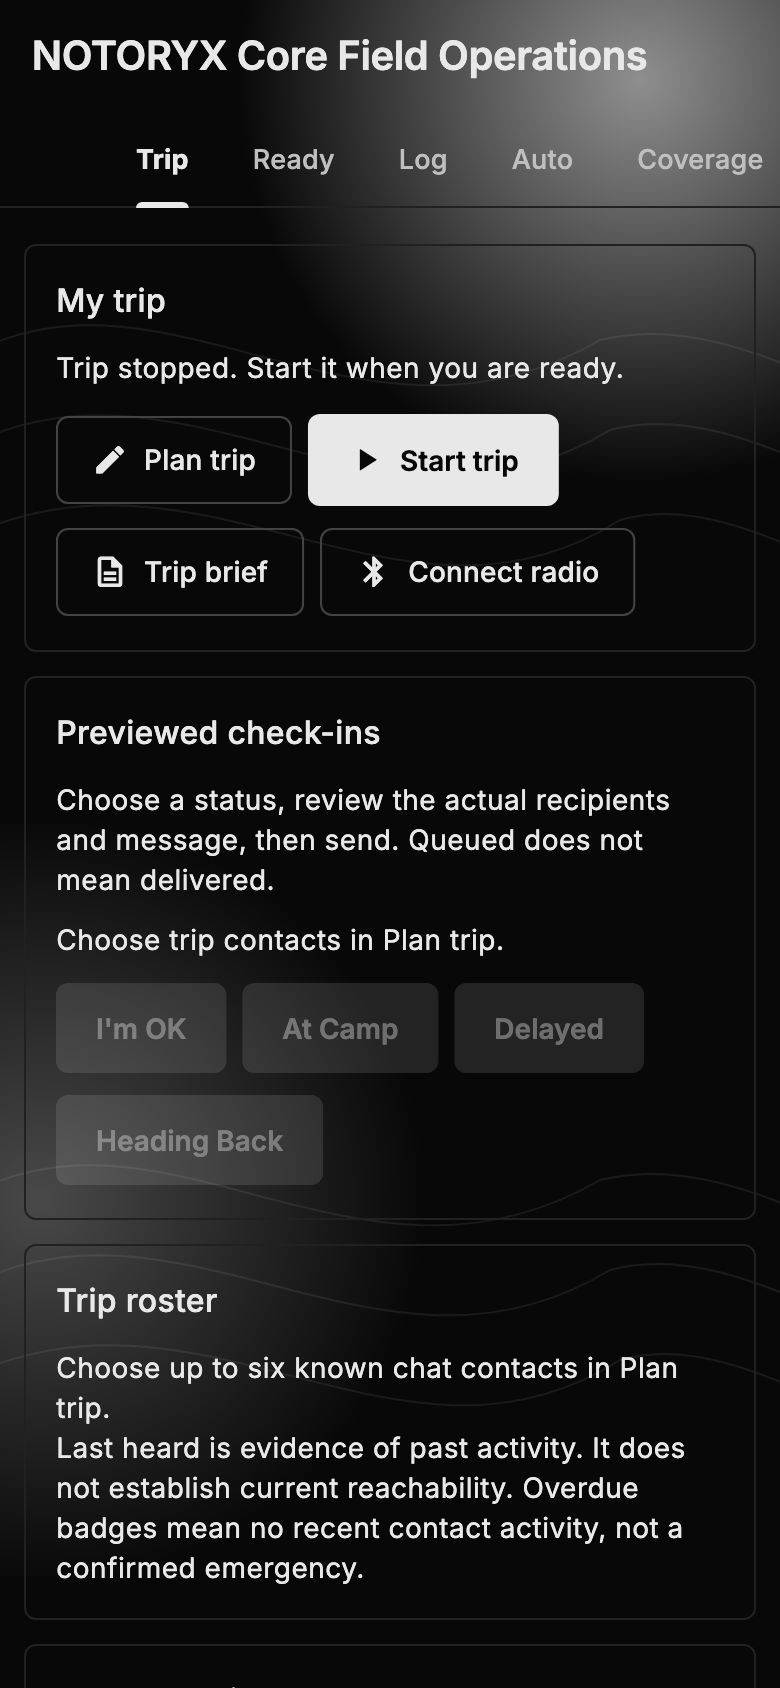 NOTORYX Core Field Operations
Trip Ready Log Auto Coverage
My trip
Trip stopped. Start it when you are ready.
Plan trip Start trip
Trip brief Connect radio
Previewed check-ins
Choose a status, review the actual recipients
and message, then send. Queued does not
mean delivered.
Choose trip contacts in Plan trip.
I'm OK At Camp Delayed
Heading Back
Trip roster
Choose up to six known chat contacts in Plan
trip.
Last heard is evidence of past activity. It does
not establish current reachability. Overdue
badges mean no recent contact activity, not a
confirmed emergency.